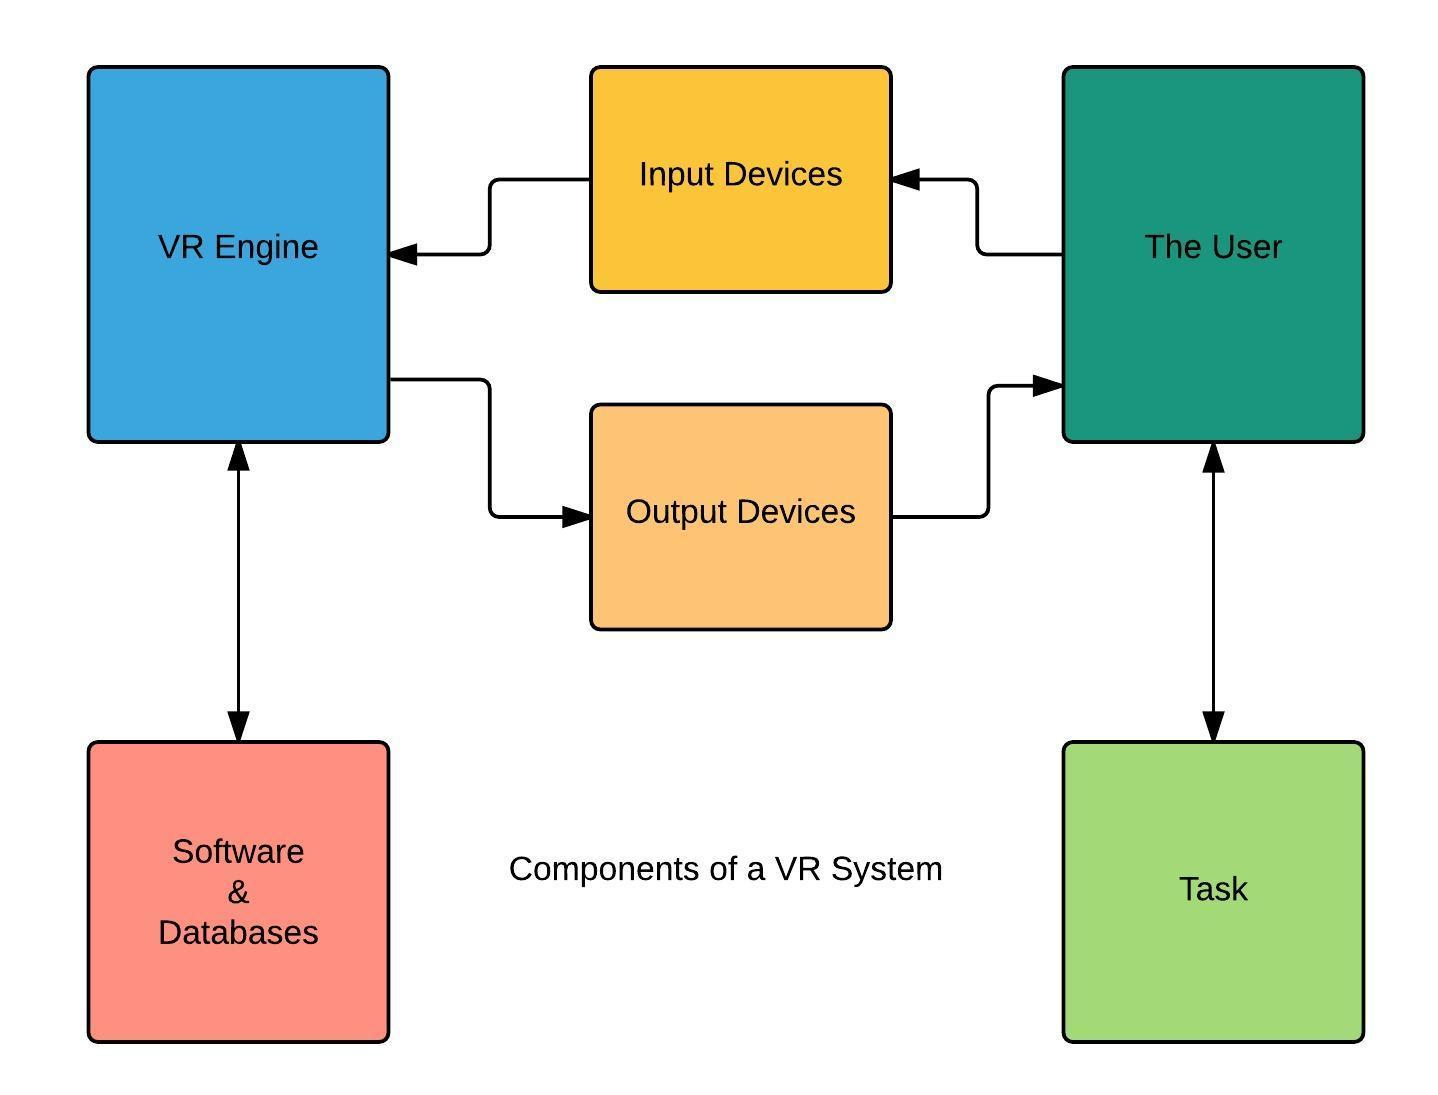 VR Engine
Input Devices
The User
Output Devices
Software
&
Databases
Components of a VR System
Task